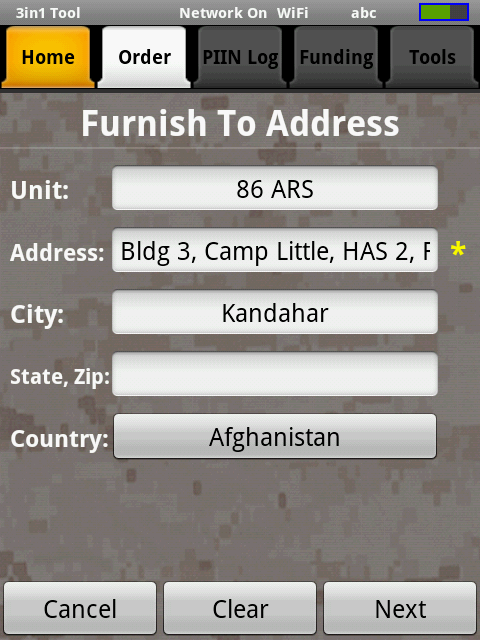 3in1 Tool Network On WiFi abc
Home Order PIIN Log Funding Tools
Furnish To Address
Unit: 86 ARS
Address: Bldg 3, Camp Little, HAS 2, *
City: Kandahar
State, Zip:
Country: Afghanistan
Cancel Clear Next